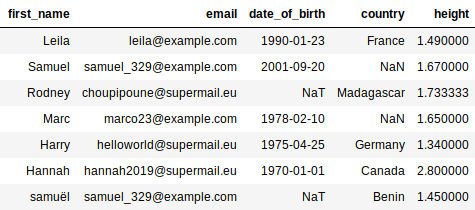 first_name email date_of_birth country height
Leila leila@example.com 1990-01-23 France 1.490000
Samuel samuel_329@example.com 2001-09-20 NaN 1.670000
Rodney choupipoune@supermail.eu NaT Madagascar 1.733333
Marc marco23@example.com 1978-02-10 NaN 1.650000
Harry helloworld@supermail.eu 1975-04-25 Germany 1.340000
Hannah hannah2019@supermail.eu 1970-01-01 Canada 2.800000
samuël samuel_329@example.com NaT Benin 1.450000